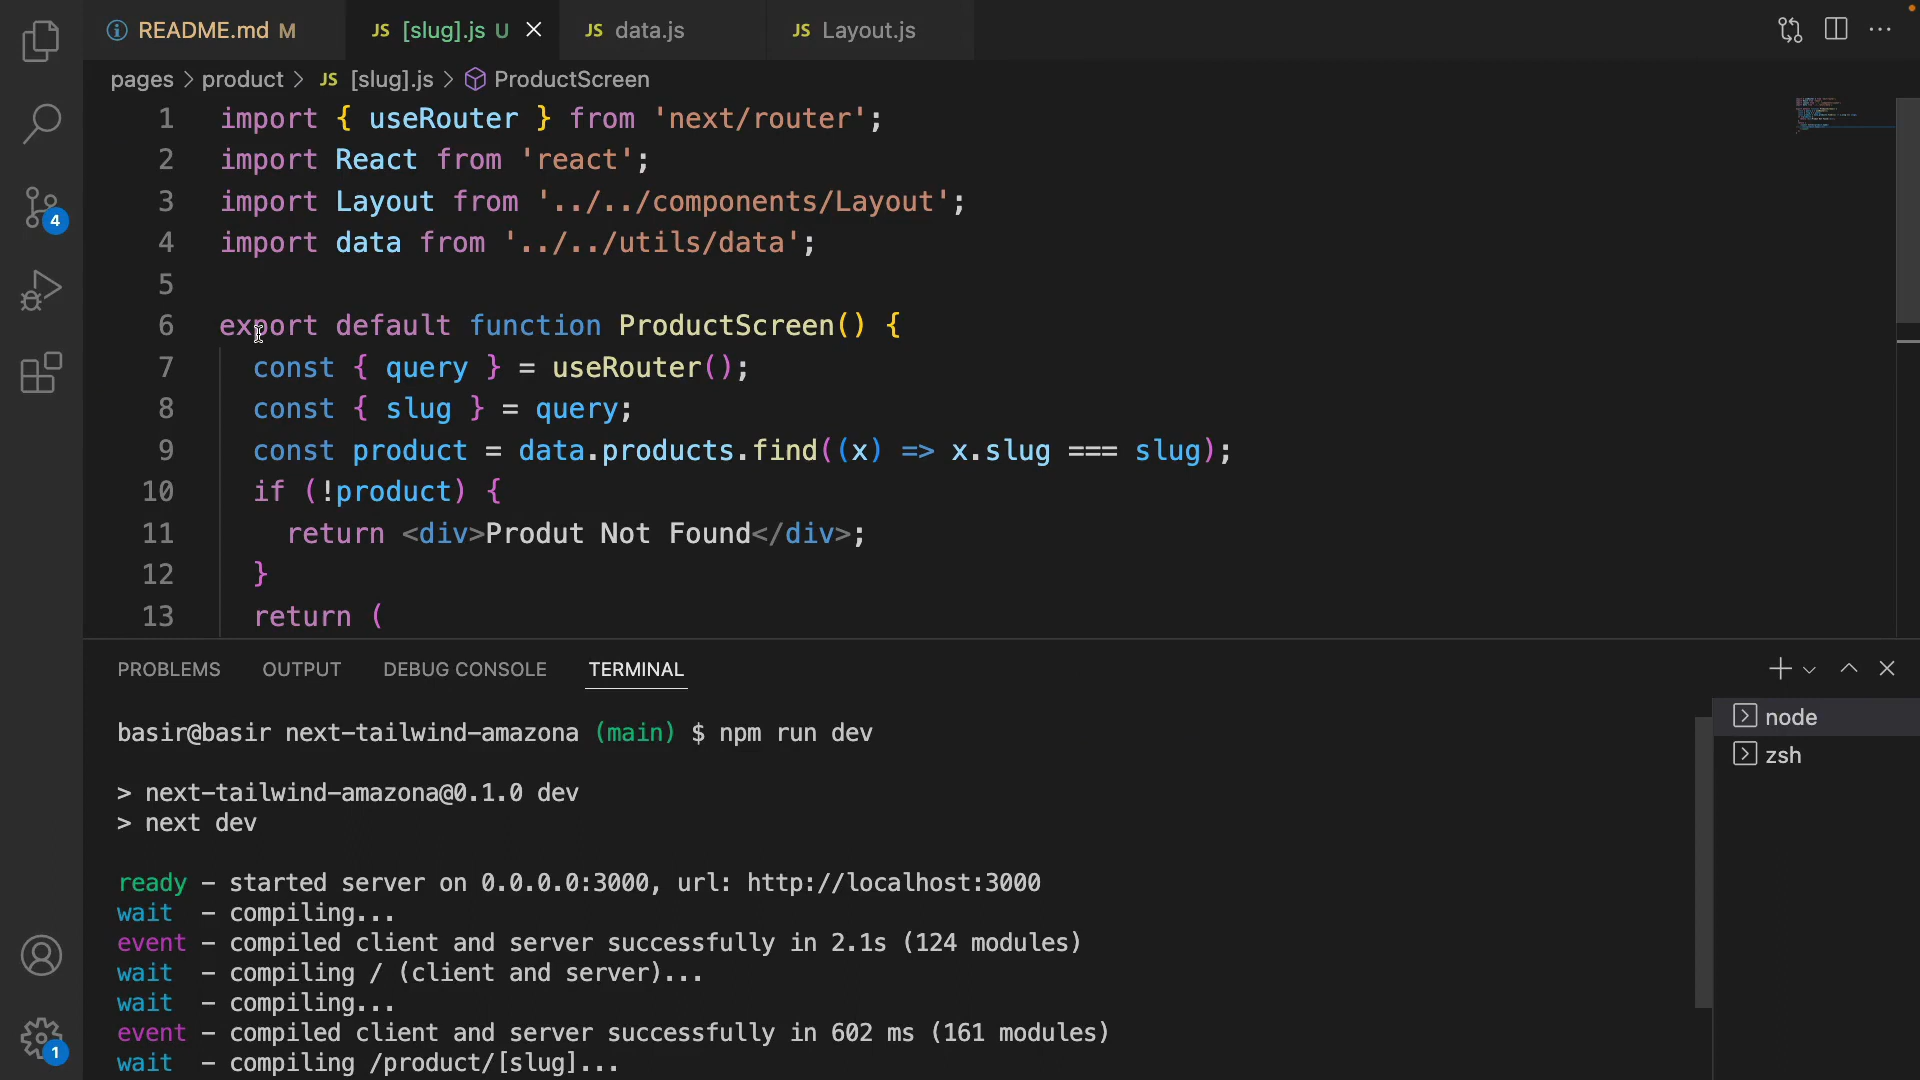 README.md M
JS [slug].js U
JS data.js
JS Layout.js
pages > product > JS [slug].js > ProductScreen
1 import { useRouter } from 'next/router';
2 import React from 'react';
3 import Layout from '../../components/Layout';
4 import data from '../../utils/data';
5
6 export default function ProductScreen() {
7 const { query } = useRouter();
8 const { slug } = query;
9 const product = data.products.find((x) => x.slug === slug);
10 if (!product) {
11 return <div>Produt Not Found</div>;
12 }
13 return (
4
1
PROBLEMS OUTPUT DEBUG CONSOLE TERMINAL
basir@basir next-tailwind-amazona (main) $ npm run dev
> next-tailwind-amazona@0.1.0 dev
> next dev
ready - started server on 0.0.0.0:3000, url: http://localhost:3000
wait - compiling...
event - compiled client and server successfully in 2.1s (124 modules)
wait - compiling / (client and server)...
wait - compiling...
event - compiled client and server successfully in 602 ms (161 modules)
wait - compiling /product/[slug]...
node
zsh